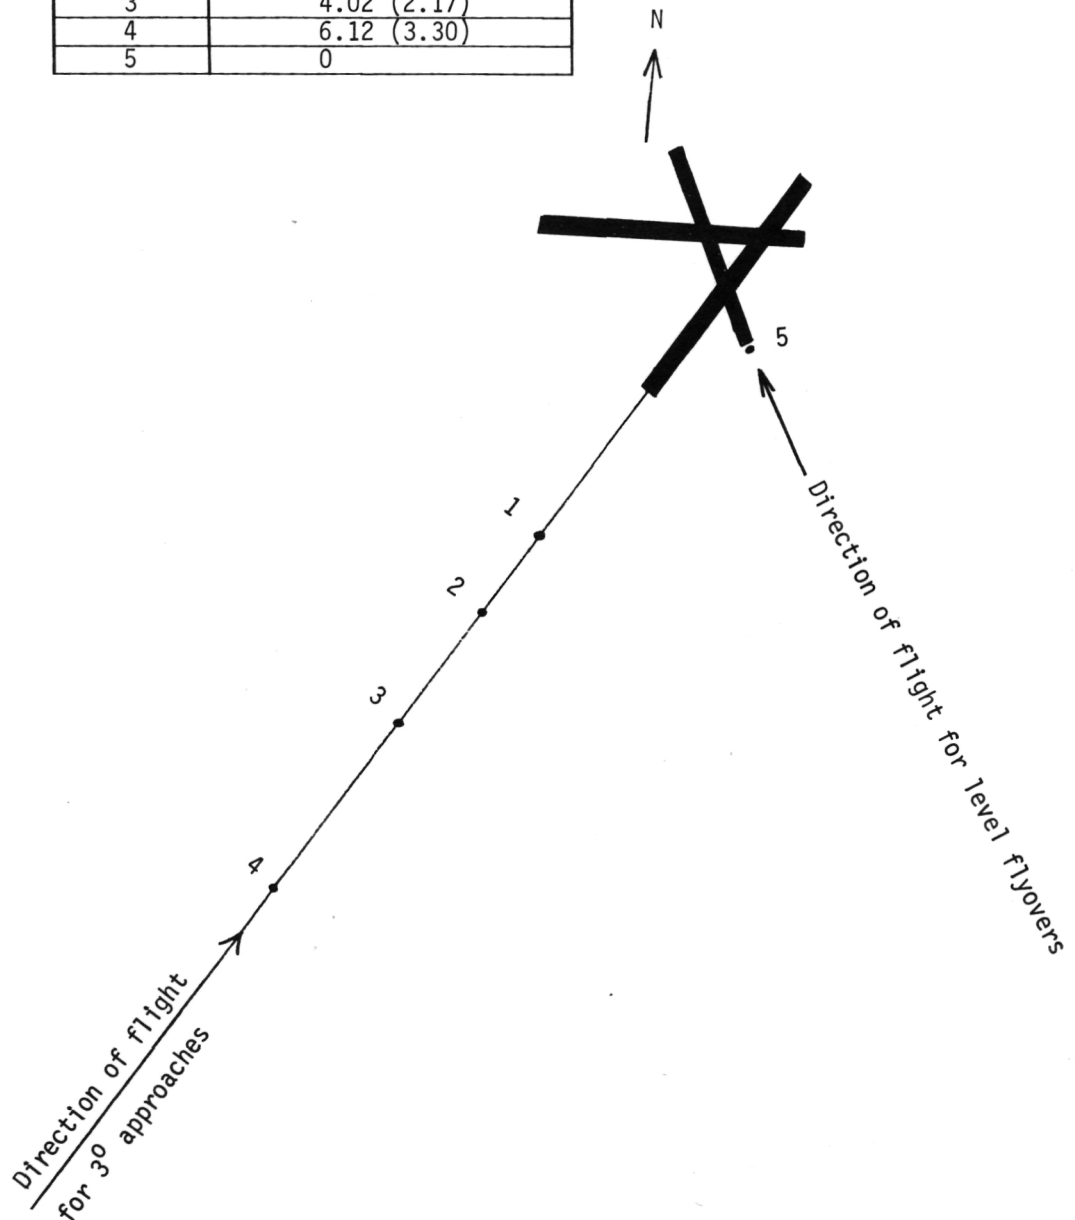 3 4.02 (2.17)
4 6.12 (3.30)
5 0
N
5
1
2
3
4
Direction of flight for level flyovers
Direction of flight
for 3º approaches